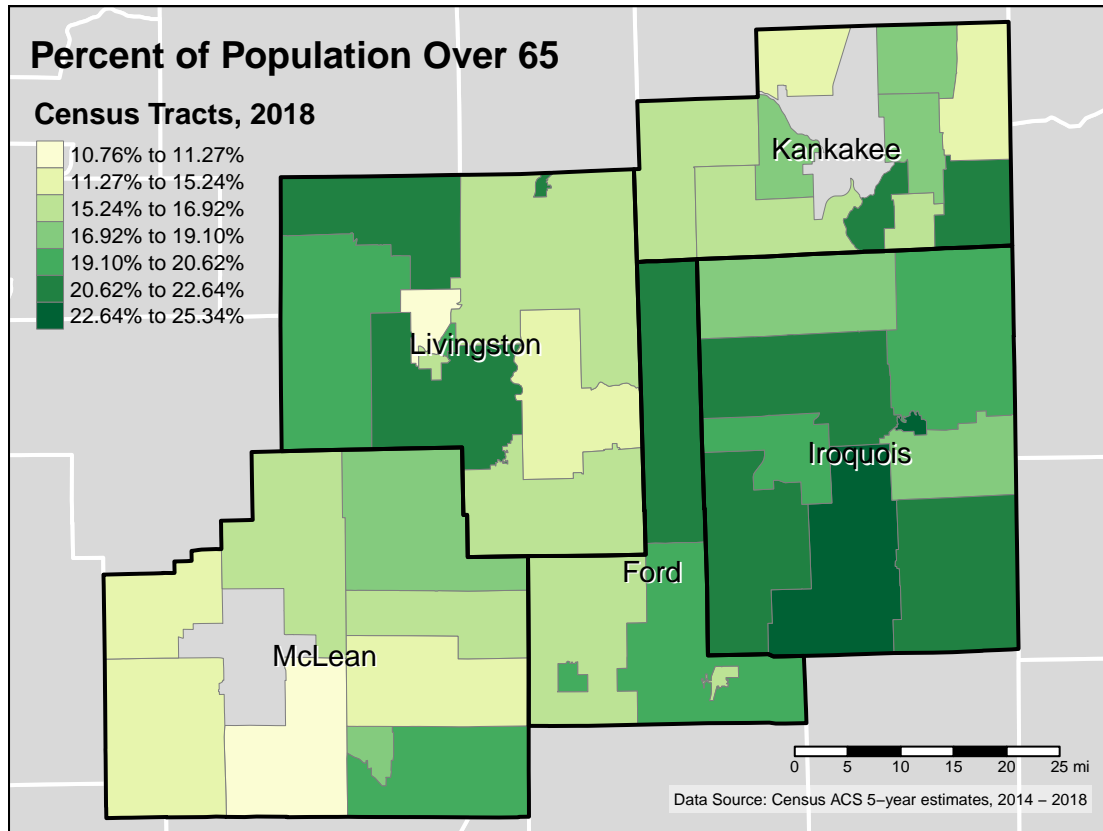 Percent of Population Over 65
Census Tracts, 2018
10.76% to 11.27%
11.27% to 15.24%
15.24% to 16.92%
16.92% to 19.10%
19.10% to 20.62%
20.62% to 22.64%
22.64% to 25.34%
Kankakee
Livingston
Iroquois
Ford
McLean
0 5 10 15 20 25 mi
Data Source: Census ACS 5−year estimates, 2014 − 2018